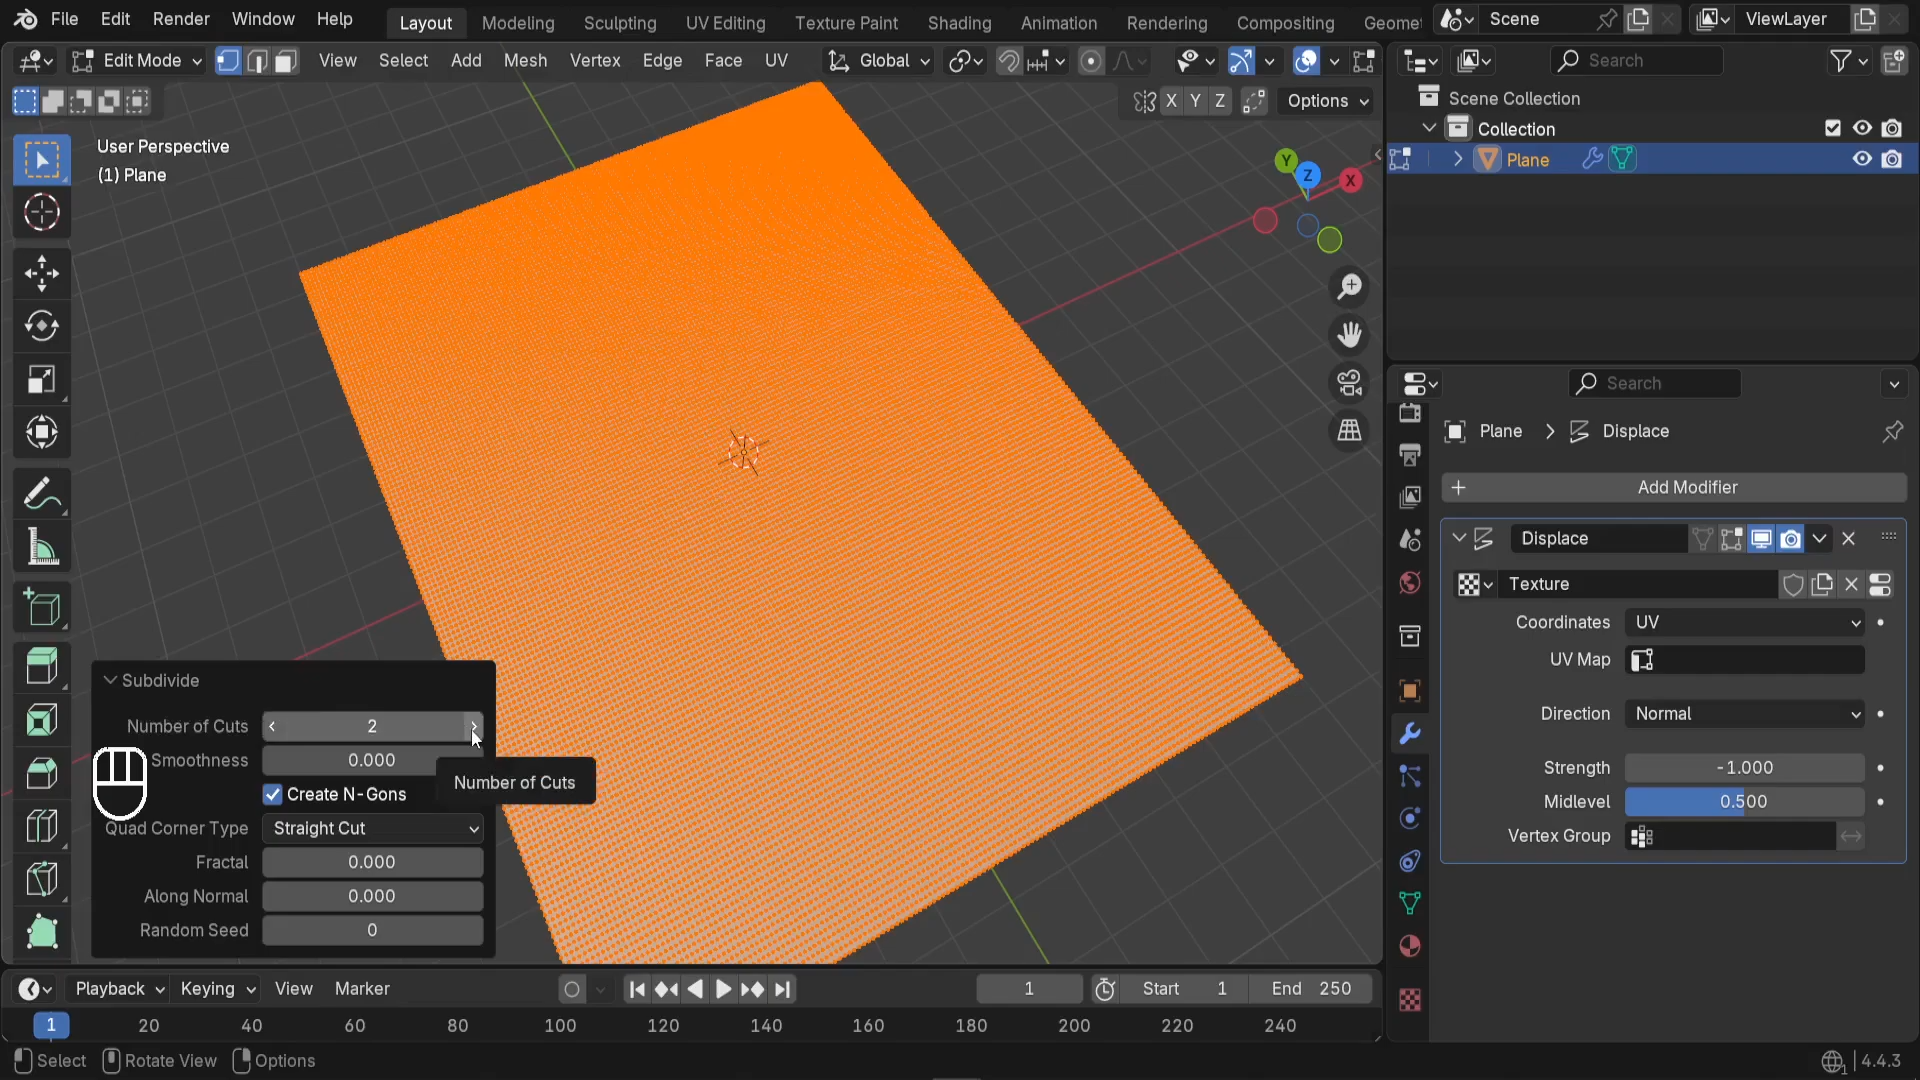 File Edit Render Window Help Layout Modeling Sculpting UV Editing Texture Paint Shading Animation Rendering Compositing Geomet Scene ViewLayer
Edit Mode View Select Add Mesh Vertex Edge Face UV Global Search
X Y Z Options
Scene Collection
Collection
Plane
User Perspective
(1) Plane
Y Z X
Search
Plane > Displace
Add Modifier
Displace
Texture
Coordinates UV
UV Map
Direction Normal
Strength -1.000
Midlevel 0.500
Vertex Group
Subdivide
Number of Cuts 2
Smoothness 0.000
Number of Cuts
Create N-Gons
Quad Corner Type Straight Cut
Fractal 0.000
Along Normal 0.000
Random Seed 0
Playback Keying View Marker 1 Start 1 End 250
1 20 40 60 80 100 120 140 160 180 200 220 240
Select Rotate View Options 4.4.3